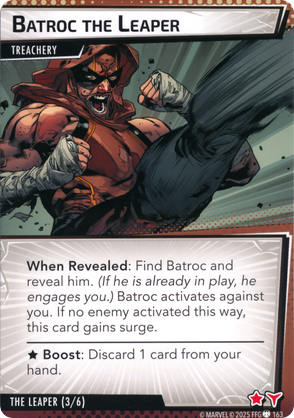 BATROC THE LEAPER
TREACHERY
When Revealed: Find Batroc and
reveal him. (If he is already in play, he
engages you.) Batroc activates against
you. If no enemy activated this way,
this card gains surge.
★ Boost: Discard 1 card from your
hand.
THE LEAPER (3/6)
© MARVEL © 2025 FFG 163